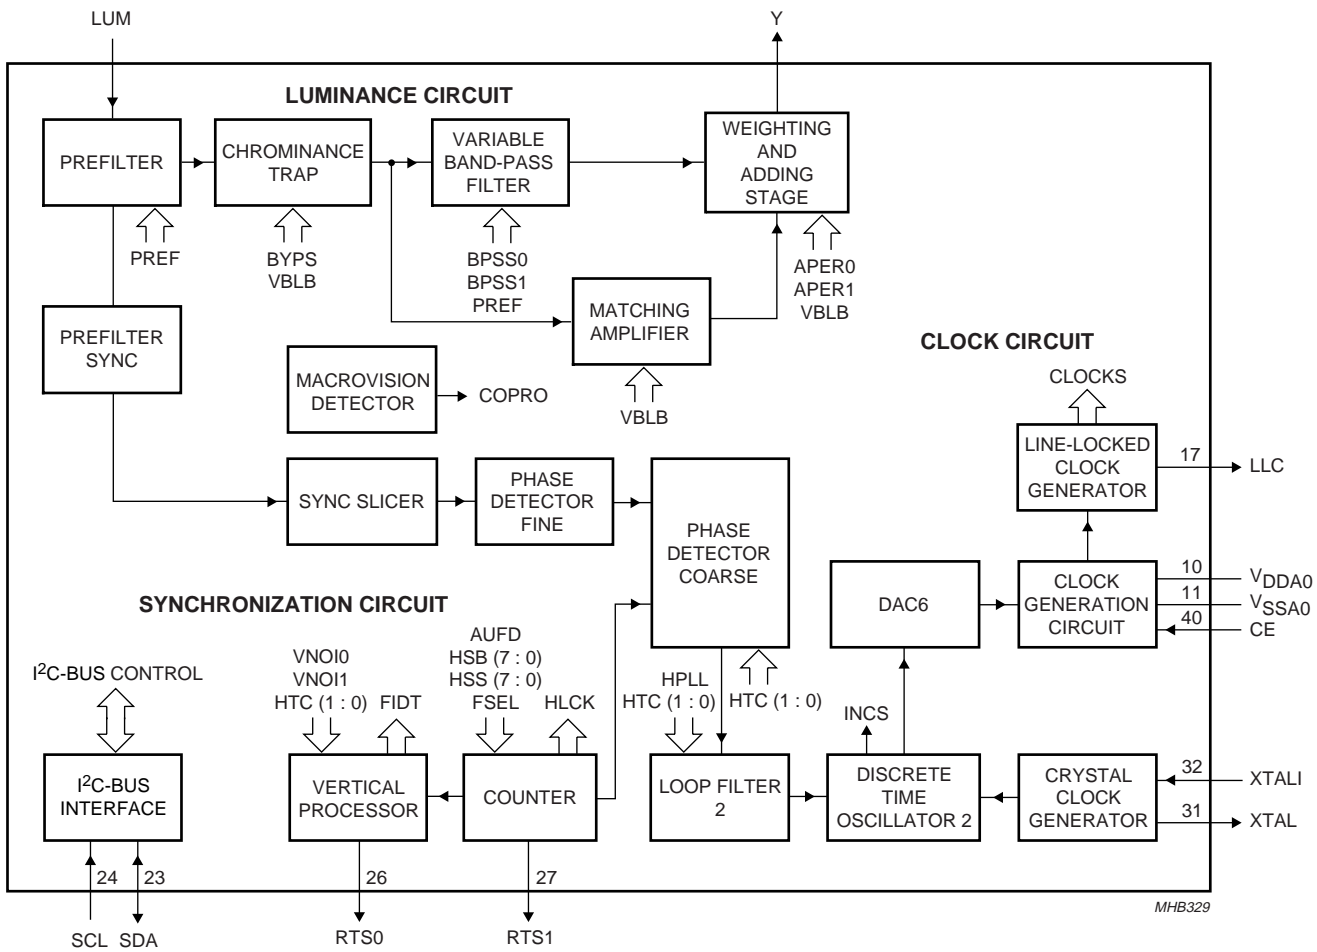 LUM
Y
LUMINANCE CIRCUIT
PREFILTER
CHROMINANCE
TRAP
VARIABLE
BAND-PASS
FILTER
WEIGHTING
AND
ADDING
STAGE
PREF
BYPS
VBLB
BPSS0
BPSS1
PREF
APER0
APER1
VBLB
PREFILTER
SYNC
MATCHING
AMPLIFIER
VBLB
MACROVISION
DETECTOR
COPRO
CLOCK CIRCUIT
CLOCKS
LINE-LOCKED
CLOCK
GENERATOR
17
LLC
SYNC SLICER
PHASE
DETECTOR
FINE
PHASE
DETECTOR
COARSE
DAC6
CLOCK
GENERATION
CIRCUIT
10
VDDA0
11
VSSA0
40
CE
SYNCHRONIZATION CIRCUIT
I2C-BUS CONTROL
VNOI0
VNOI1
HTC (1 : 0)
FIDT
AUFD
HSB (7 : 0)
HSS (7 : 0)
FSEL
HLCK
HPLL
HTC (1 : 0)
HTC (1 : 0)
INCS
I2C-BUS
INTERFACE
VERTICAL
PROCESSOR
COUNTER
LOOP FILTER
2
DISCRETE
TIME
OSCILLATOR 2
CRYSTAL
CLOCK
GENERATOR
32
XTALI
31
XTAL
24
23
26
27
SCL
SDA
RTS0
RTS1
MHB329